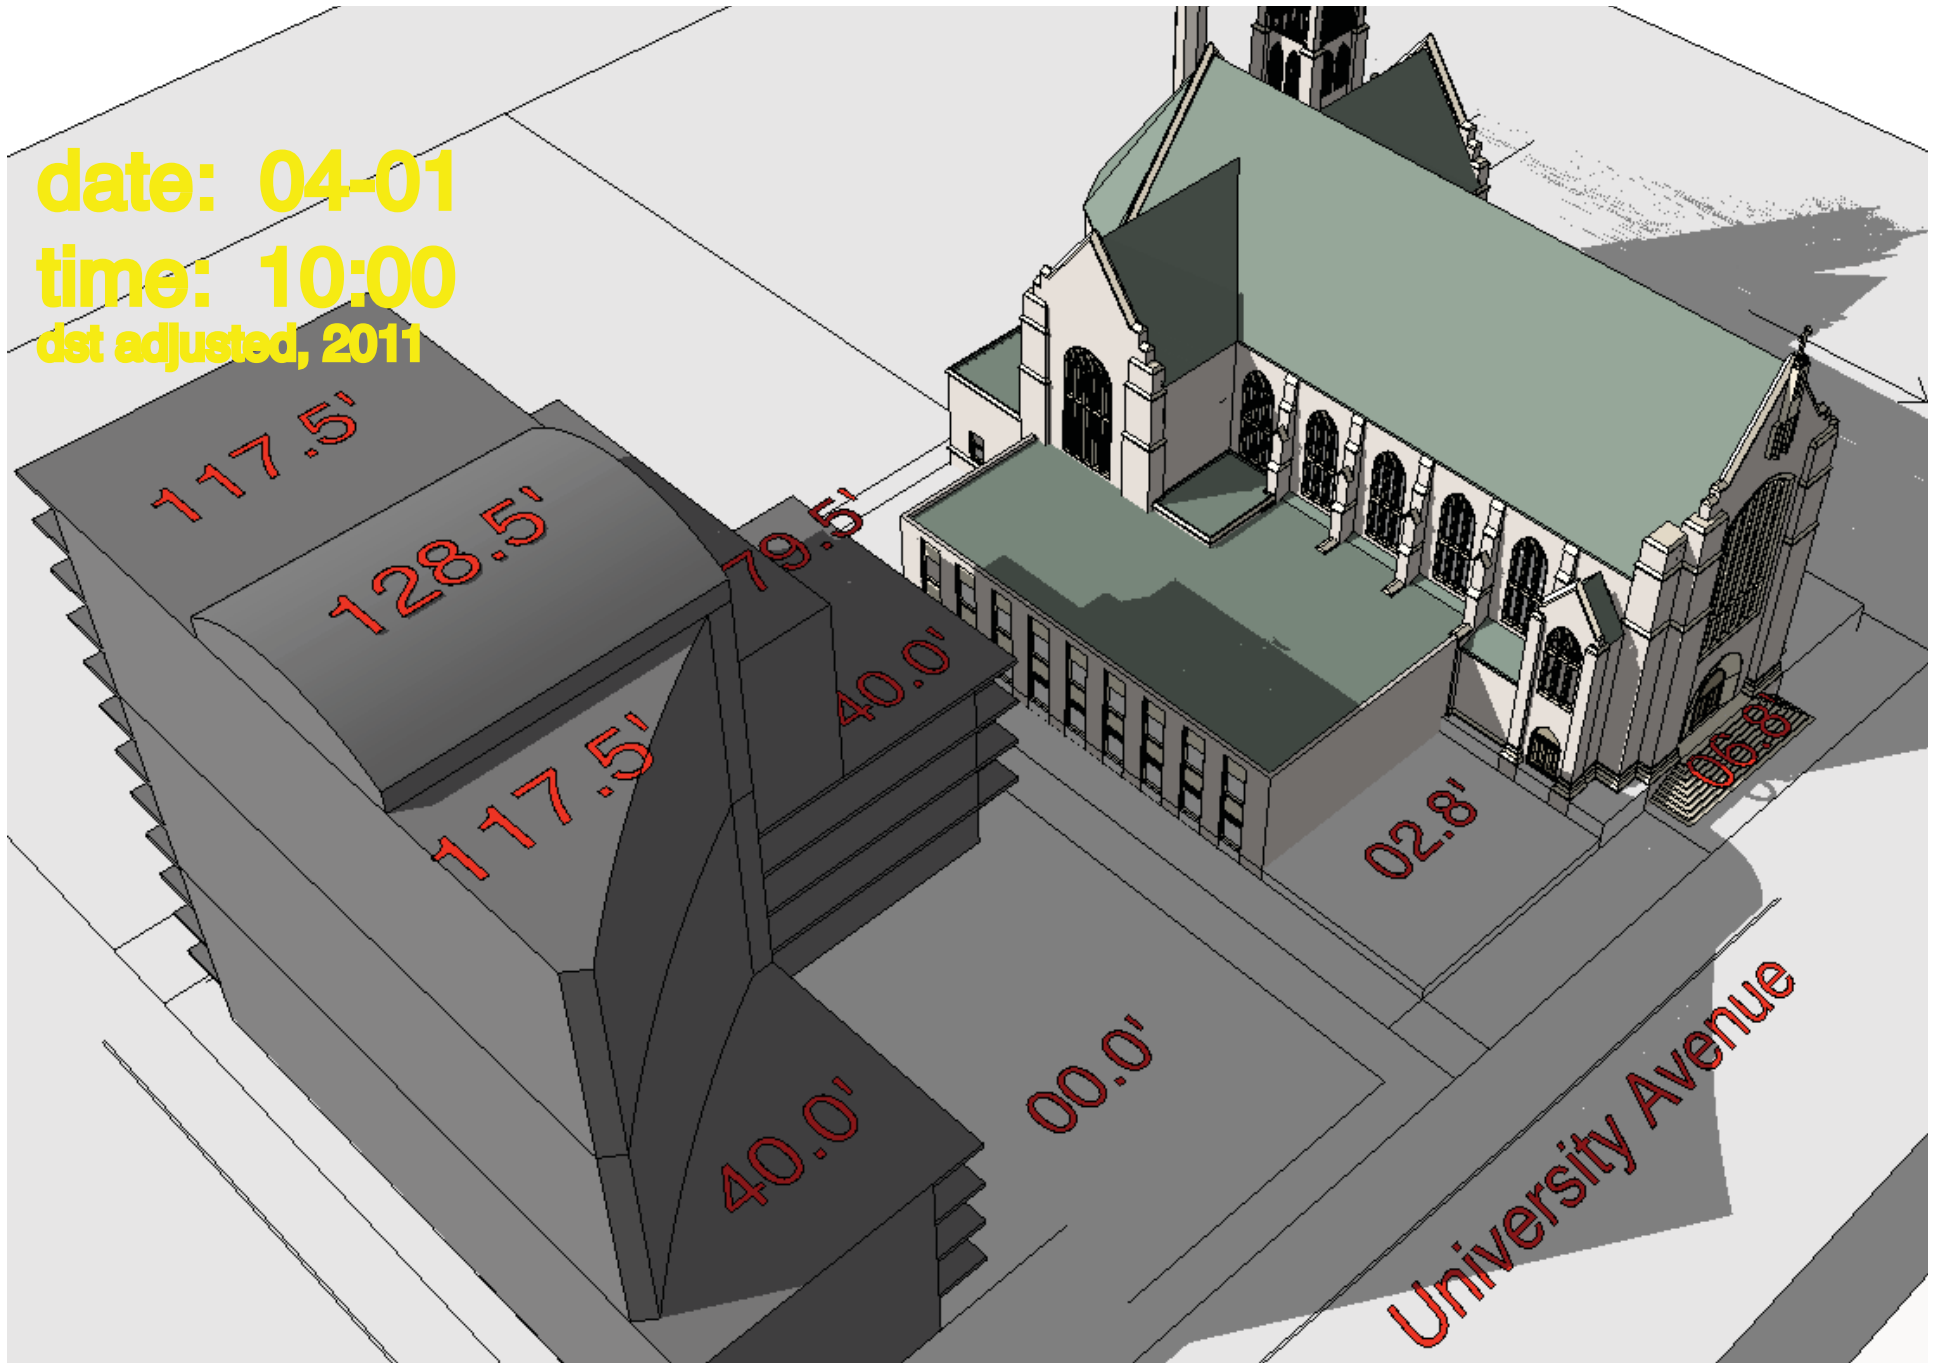 date: 04-01
time: 10:00
dst adjusted, 2011
117.5'
128.5'
79.5'
117.5'
40.0'
06.8'
02.8'
40.0'
00.0'
University Avenue